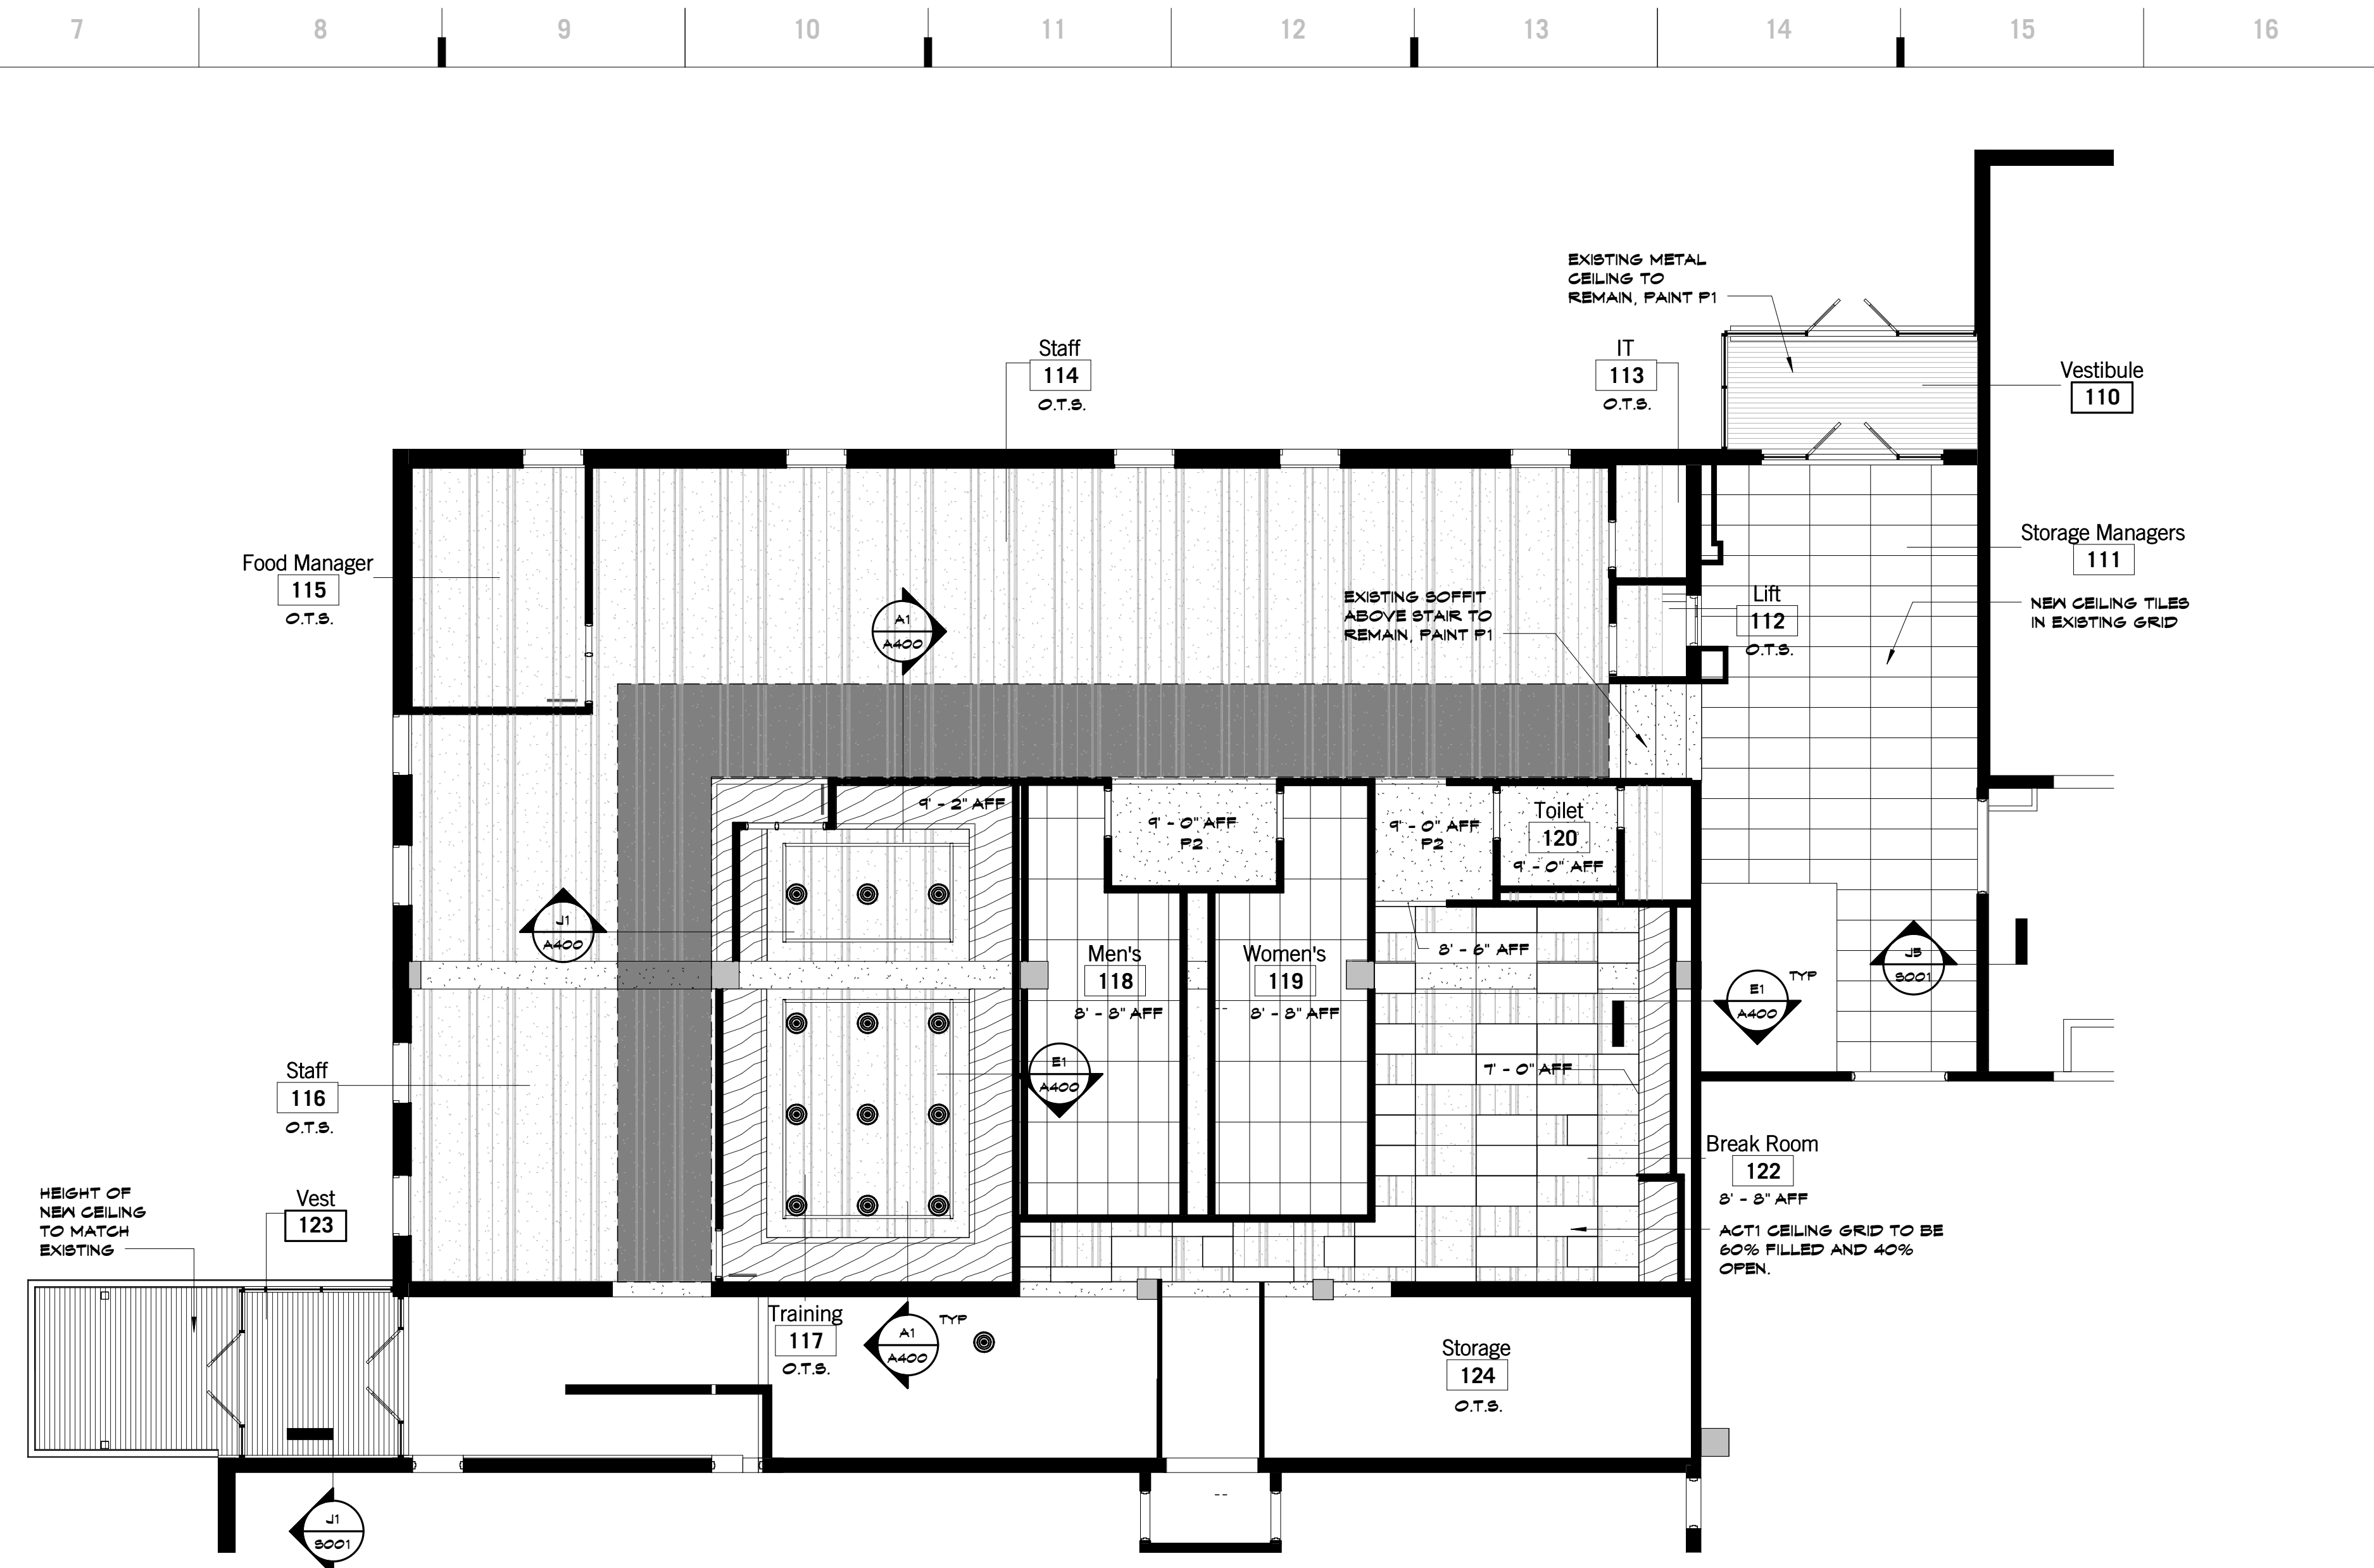 7 8 9 10 11 12 13 14 15 16
EXISTING METAL
CEILING TO
REMAIN, PAINT P1
Staff
114
O.T.S.
IT
113
O.T.S.
Vestibule
110
Storage Managers
111
NEW CEILING TILES
IN EXISTING GRID
Food Manager
115
O.T.S.
A1
A400
EXISTING SOFFIT
ABOVE STAIR TO
REMAIN, PAINT P1
Lift
112
O.T.S.
9' - 2" AFF
9' - 0" AFF
P2
9' - 0" AFF
P2
Toilet
120
9' - 0" AFF
J1
A400
Men's
118
8' - 8" AFF
Women's
119
8' - 8" AFF
8' - 6" AFF
E1
A400
TYP
J5
S001
E1
A400
7' - 0" AFF
Staff
116
O.T.S.
Break Room
122
8' - 8" AFF
ACT1 CEILING GRID TO BE
60% FILLED AND 40%
OPEN.
HEIGHT OF
NEW CEILING
TO MATCH
EXISTING
Vest
123
Training
117
O.T.S.
A1
A400
TYP
Storage
124
O.T.S.
J1
S001